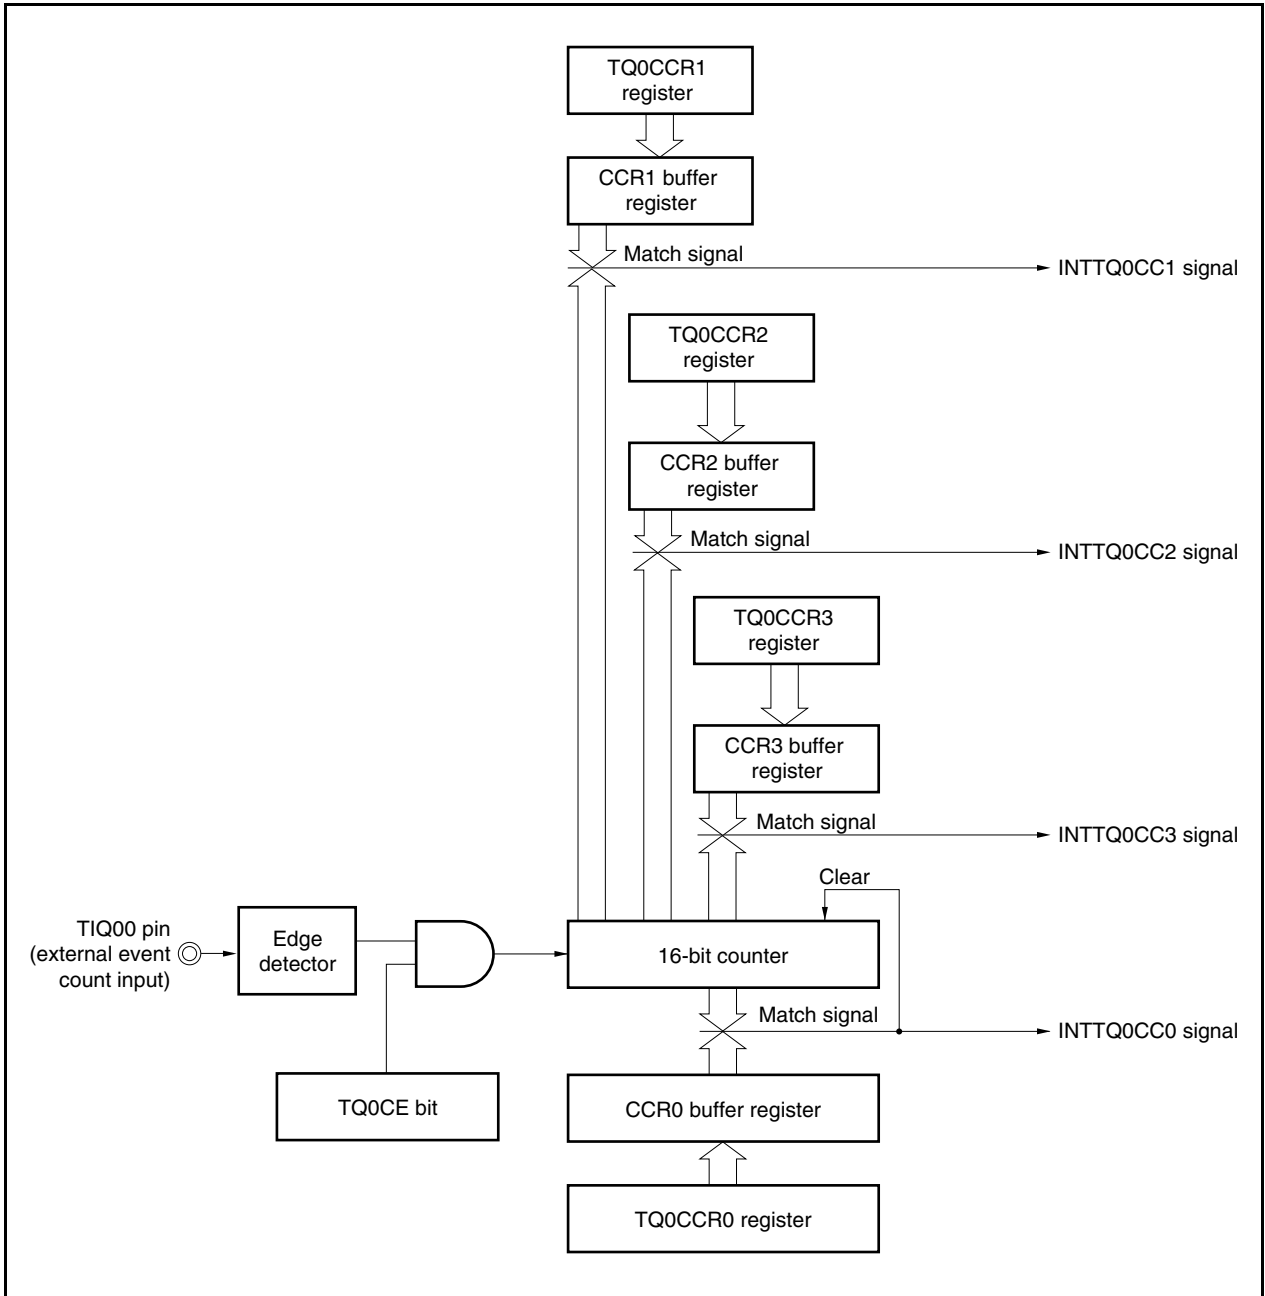 TQ0CCR1
register
CCR1 buffer
register
Match signal
INTTQ0CC1 signal
TQ0CCR2
register
CCR2 buffer
register
Match signal
INTTQ0CC2 signal
TQ0CCR3
register
CCR3 buffer
register
Match signal
INTTQ0CC3 signal
Clear
TIQ00 pin
(external event
count input)
Edge
detector
16-bit counter
Match signal
INTTQ0CC0 signal
TQ0CE bit
CCR0 buffer register
TQ0CCR0 register